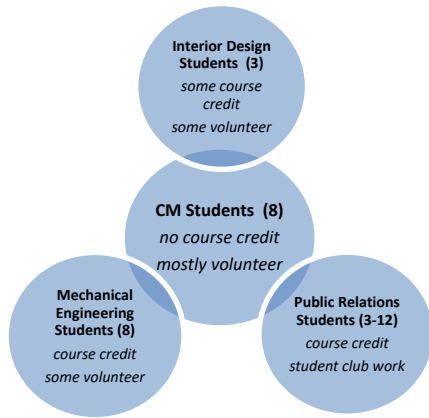 Interior Design
Students (3)
some course
credit
some volunteer
CM Students (8)
no course credit
mostly volunteer
Mechanical
Engineering
Students (8)
course credit
some volunteer
Public Relations
Students (3-12)
course credit
student club work